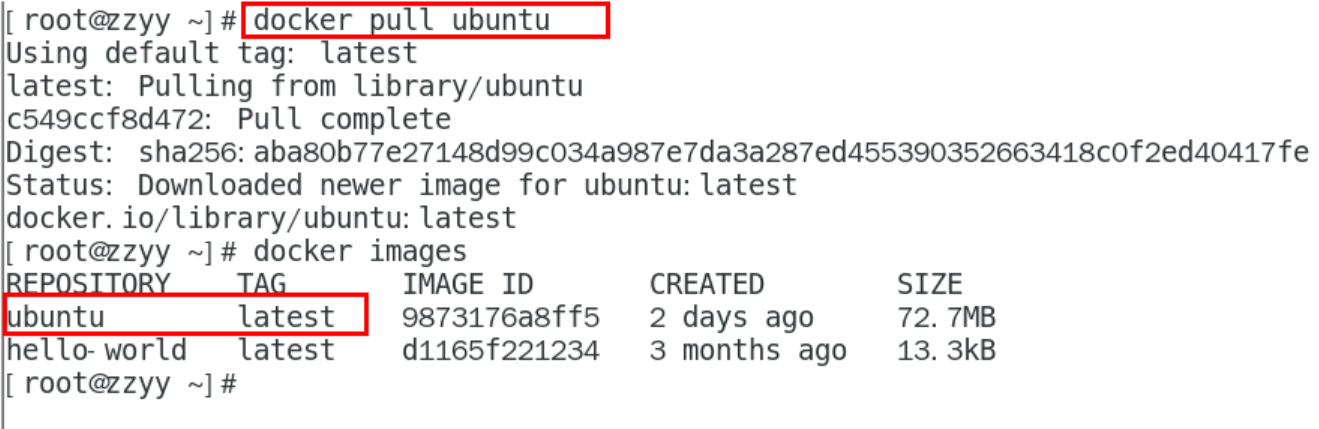 [root@zzyy ~]# docker pull ubuntu
Using default tag: latest
latest: Pulling from library/ubuntu
c549ccf8d472: Pull complete
Digest: sha256:aba80b77e27148d99c034a987e7da3a287ed455390352663418c0f2ed40417fe
Status: Downloaded newer image for ubuntu:latest
docker.io/library/ubuntu:latest
[root@zzyy ~]# docker images
REPOSITORY TAG IMAGE ID CREATED SIZE
ubuntu latest 9873176a8ff5 2 days ago 72.7MB
hello-world latest d1165f221234 3 months ago 13.3kB
[root@zzyy ~]#